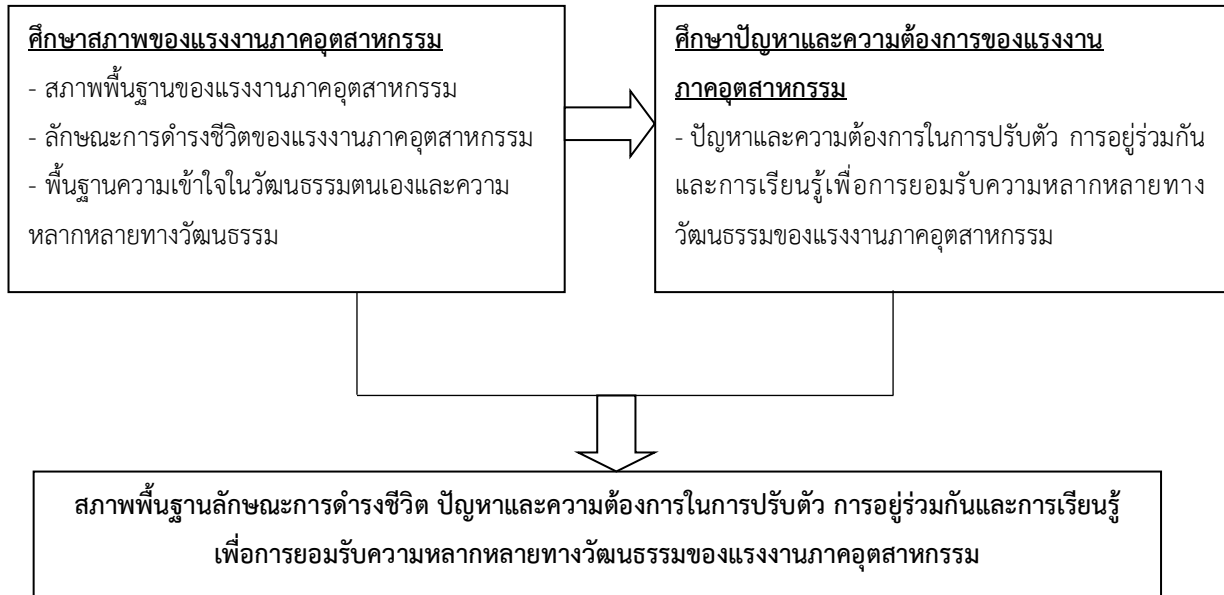 ศึกษาสภาพของแรงงานภาคอุตสาหกรรม
- สภาพพื้นฐานของแรงงานภาคอุตสาหกรรม
- ลักษณะการดำรงชีวิตของแรงงานภาคอุตสาหกรรม
- พื้นฐานความเข้าใจในวัฒนธรรมตนเองและความ
หลากหลายทางวัฒนธรรม
ศึกษาปัญหาและความต้องการของแรงงาน
ภาคอุตสาหกรรม
- ปัญหาและความต้องการในการปรับตัว การอยู่ร่วมกัน
และการเรียนรู้เพื่อการยอมรับความหลากหลายทาง
วัฒนธรรมของแรงงานภาคอุตสาหกรรม
สภาพพื้นฐานลักษณะการดำรงชีวิต ปัญหาและความต้องการในการปรับตัว การอยู่ร่วมกันและการเรียนรู้
เพื่อการยอมรับความหลากหลายทางวัฒนธรรมของแรงงานภาคอุตสาหกรรม